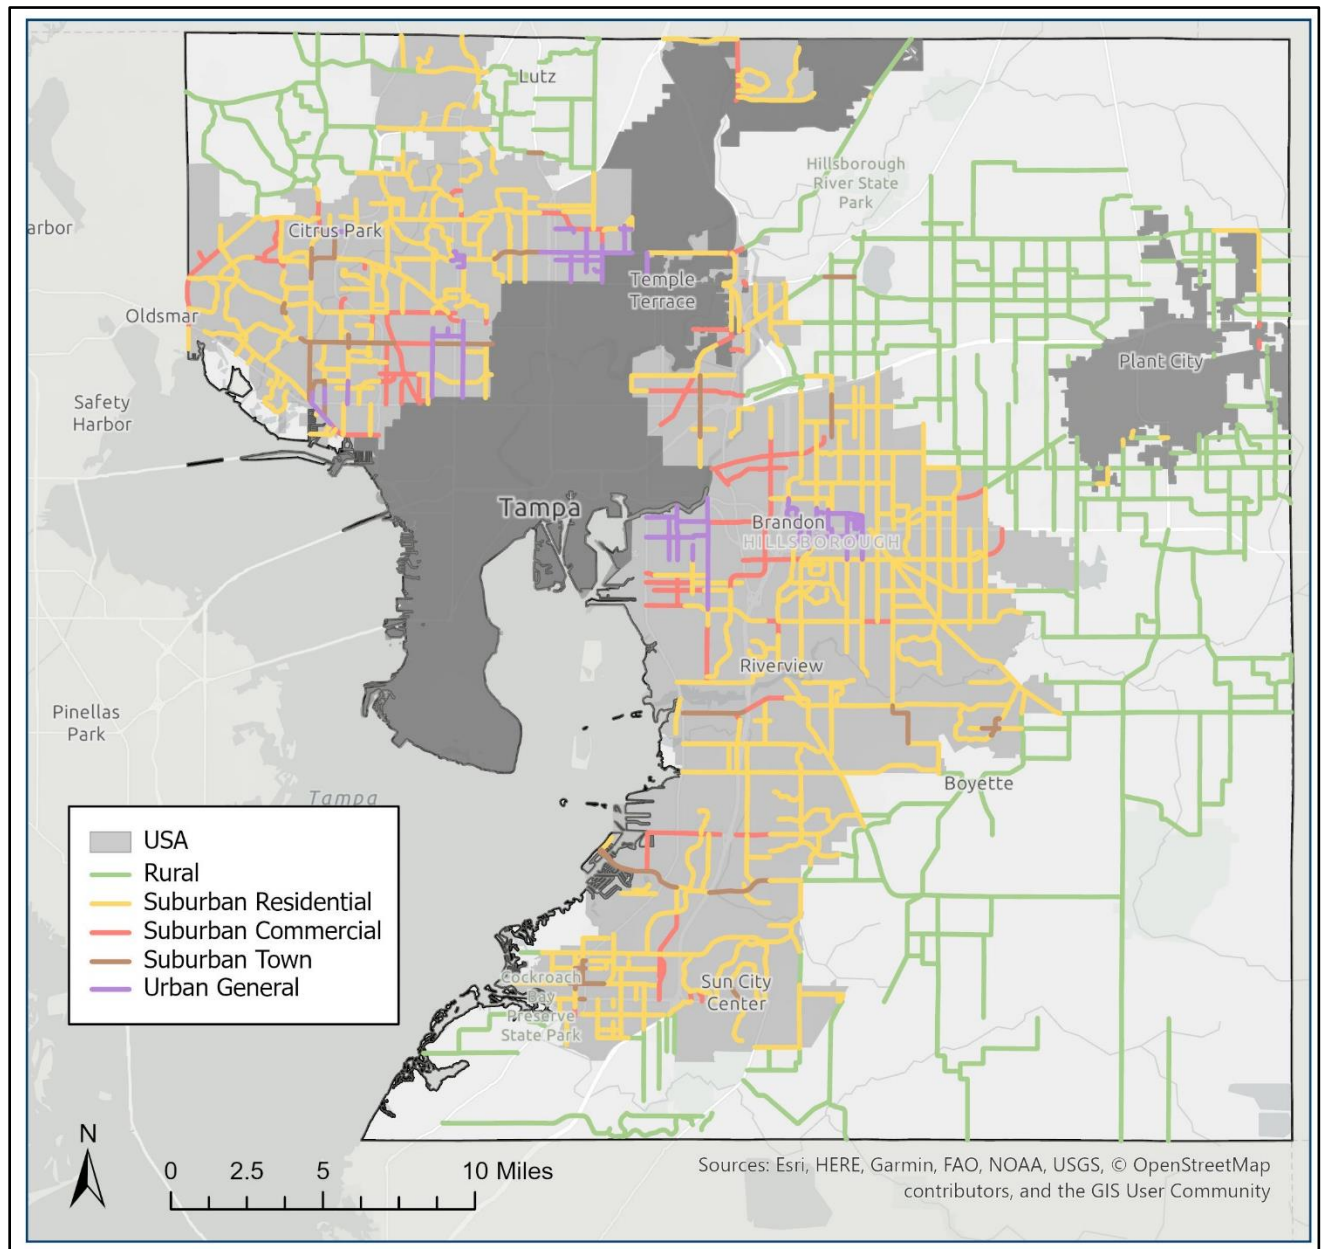 Lutz
Hillsborough
River State
Park
arbor
Citrus Park
Temple
Terrace
Oldsmar
Plant City
Safety
Harbor
Tampa
Brandon
HILLSBOROUGH
Riverview
Pinellas
Park
Boyette
Tampa
USA
Rural
Suburban Residential
Suburban Commercial
Suburban Town
Urban General
Cockroach
Bay
Preserve
State Park
Sun City
Center
N
0 2.5 5 10 Miles
Sources: Esri, HERE, Garmin, FAO, NOAA, USGS, © OpenStreetMap
contributors, and the GIS User Community